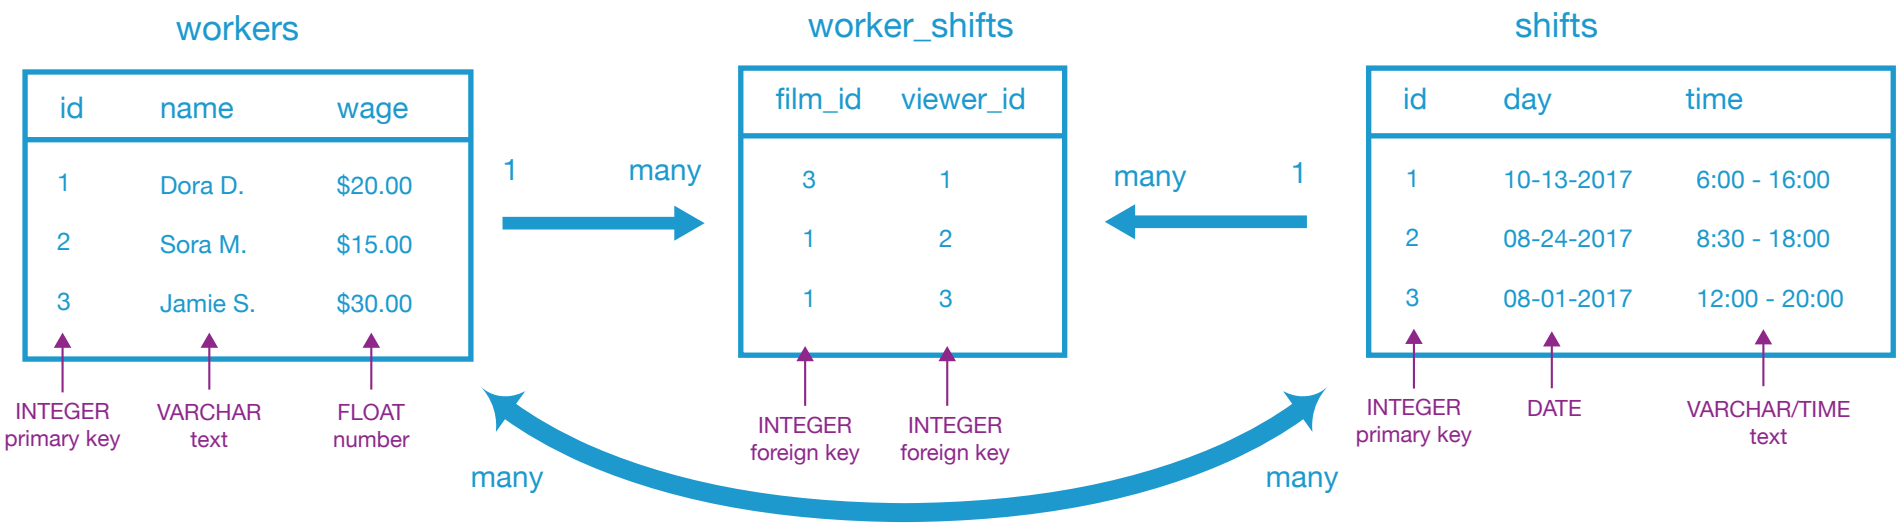 workers
id name wage
1 Dora D. $20.00
2 Sora M. $15.00
3 Jamie S. $30.00
INTEGER
primary key
VARCHAR
text
FLOAT
number
1 many
worker_shifts
film_id viewer_id
3 1
1 2
1 3
INTEGER
foreign key
INTEGER
foreign key
many 1
shifts
id day time
1 10-13-2017 6:00 - 16:00
2 08-24-2017 8:30 - 18:00
3 08-01-2017 12:00 - 20:00
INTEGER
primary key
DATE
VARCHAR/TIME
text
many many